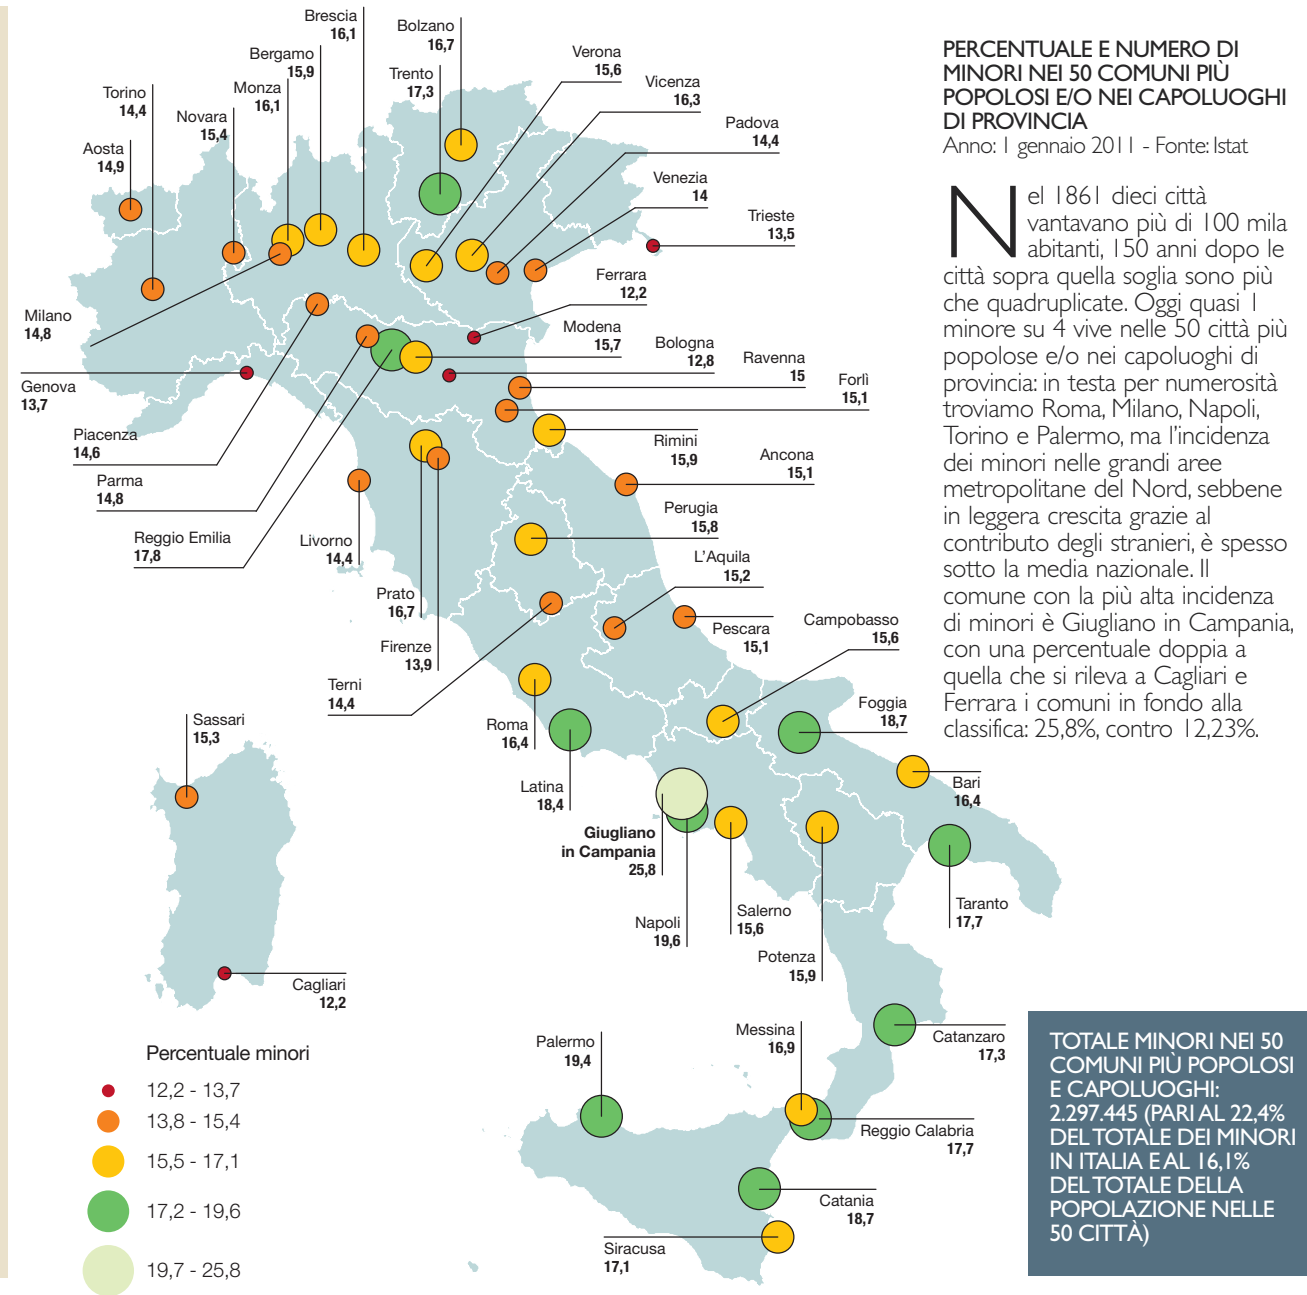 Brescia
16,1
Bolzano
16,7
Bergamo
15,9
Verona
15,6
Trento
17,3
Vicenza
16,3
Torino
14,4
Monza
16,1
Novara
15,4
Padova
14,4
Aosta
14,9
Venezia
14
Trieste
13,5
Ferrara
12,2
Milano
14,8
Modena
15,7
Bologna
12,8
Ravenna
15
Genova
13,7
Forlì
15,1
Piacenza
14,6
Rimini
15,9
Ancona
15,1
Parma
14,8
Perugia
15,8
Reggio Emilia
17,8
Livorno
14,4
L'Aquila
15,2
Prato
16,7
Pescara
15,1
Campobasso
15,6
Firenze
13,9
Terni
14,4
Foggia
18,7
Sassari
15,3
Roma
16,4
Latina
18,4
Bari
16,4
Giugliano
in Campania
25,8
Napoli
19,6
Salerno
15,6
Taranto
17,7
Potenza
15,9
Cagliari
12,2
Palermo
19,4
Messina
16,9
Catanzaro
17,3
Reggio Calabria
17,7
Catania
18,7
Siracusa
17,1
Percentuale minori
12,2 - 13,7
13,8 - 15,4
15,5 - 17,1
17,2 - 19,6
19,7 - 25,8
PERCENTUALE E NUMERO DI
MINORI NEI 50 COMUNI PIÙ
POPOLOSI E/O NEI CAPOLUOGHI
DI PROVINCIA
Anno: 1 gennaio 2011 - Fonte: Istat
Nel 1861 dieci città
vantavano più di 100 mila
abitanti, 150 anni dopo le
città sopra quella soglia sono più
che quadruplicate. Oggi quasi 1
minore su 4 vive nelle 50 città più
popolose e/o nei capoluoghi di
provincia: in testa per numerosità
troviamo Roma, Milano, Napoli,
Torino e Palermo, ma l'incidenza
dei minori nelle grandi aree
metropolitane del Nord, sebbene
in leggera crescita grazie al
contributo degli stranieri, è spesso
sotto la media nazionale. Il
comune con la più alta incidenza
di minori è Giugliano in Campania,
con una percentuale doppia a
quella che si rileva a Cagliari e
Ferrara i comuni in fondo alla
classifica: 25,8%, contro 12,23%.
TOTALE MINORI NEI 50
COMUNI PIÙ POPOLOSI
E CAPOLUOGHI:
2.297.445 (PARI AL 22,4%
DEL TOTALE DEI MINORI
IN ITALIA E AL 16,1%
DEL TOTALE DELLA
POPOLAZIONE NELLE
50 CITTÀ)